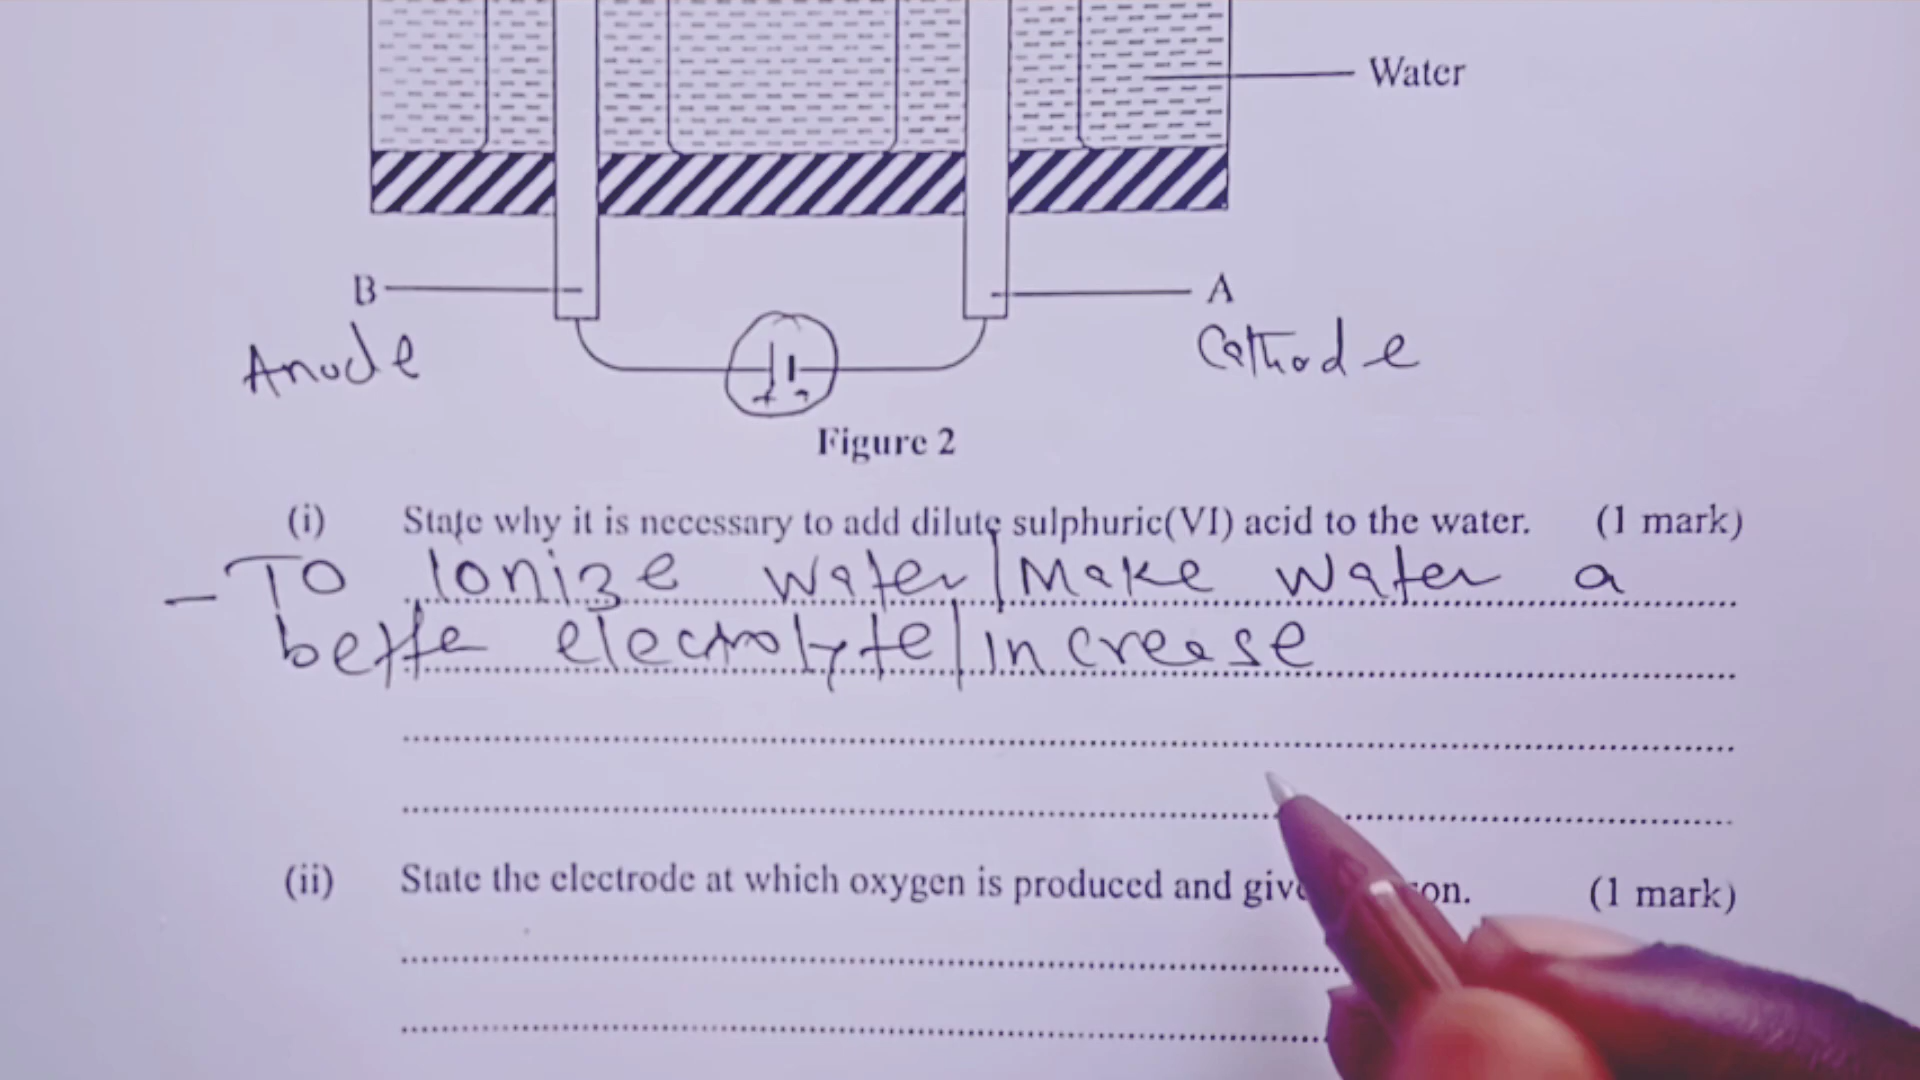 Water
B
A
Anode
Cathode
+ -
Figure 2
(i) State why it is necessary to add dilute sulphuric(VI) acid to the water. (1 mark)
- To Ionize water/Make water a
bette electrolyte/increase
(ii) State the electrode at which oxygen is produced and give on. (1 mark)